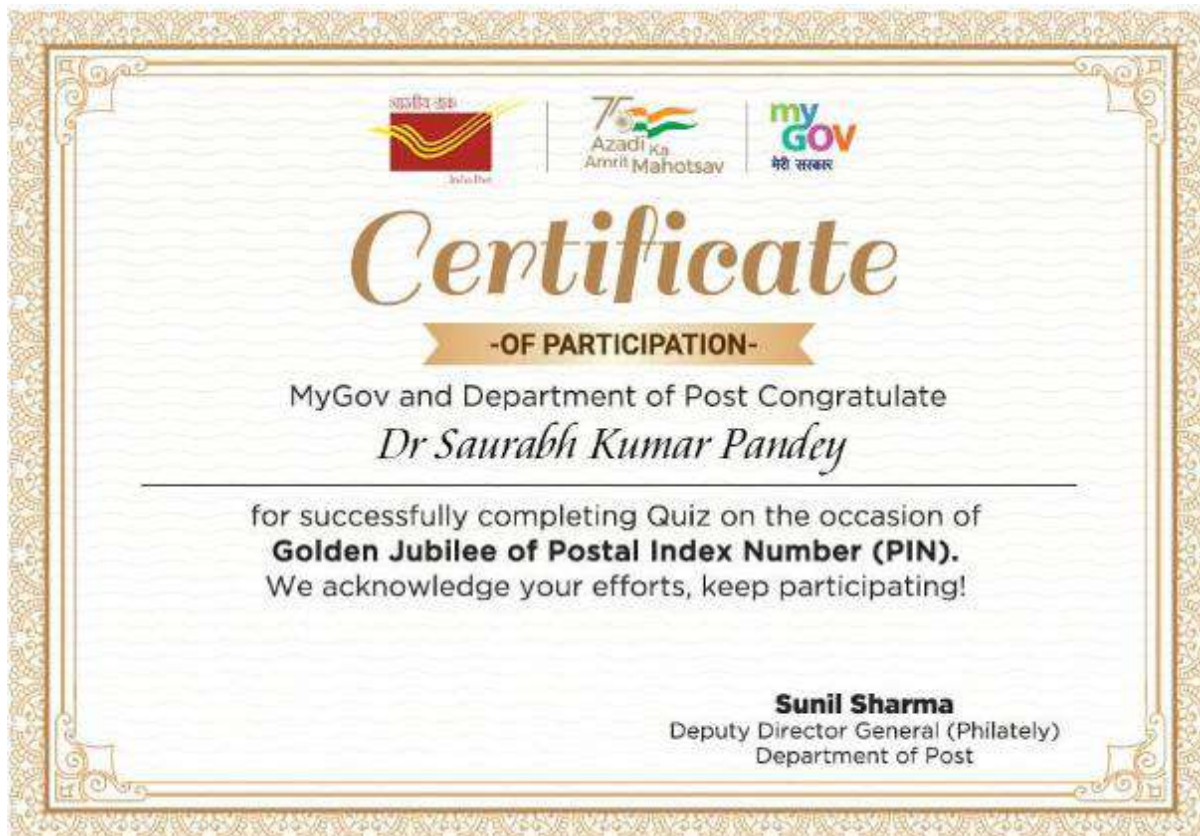 भारतीय डाक
India Post
75
Azadi Ka
Amrit Mahotsav
my
GOV
मेरी सरकार
Certificate
-OF PARTICIPATION-
MyGov and Department of Post Congratulate
Dr Saurabh Kumar Pandey
for successfully completing Quiz on the occasion of
Golden Jubilee of Postal Index Number (PIN).
We acknowledge your efforts, keep participating!
Sunil Sharma
Deputy Director General (Philately)
Department of Post